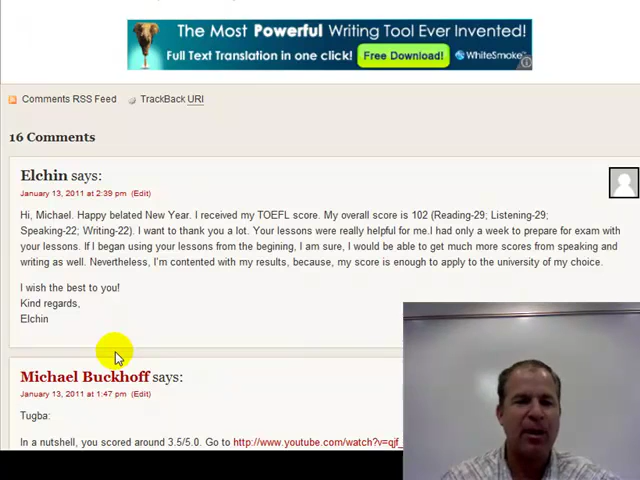 The Most Powerful Writing Tool Ever Invented!
Full Text Translation in one click! Free Download! WhiteSmoke
Comments RSS Feed TrackBack URI
16 Comments
Elchin says:
January 13, 2011 at 2:39 pm (Edit)
Hi, Michael. Happy belated New Year. I received my TOEFL score. My overall score is 102 (Reading-29; Listening-29;
Speaking-22; Writing-22). I want to thank you a lot. Your lessons were really helpful for me.I had only a week to prepare for exam with
your lessons. If I began using your lessons from the begining, I am sure, I would be able to get much more scores from speaking and
writing as well. Nevertheless, I'm contented with my results, because, my score is enough to apply to the university of my choice.
I wish the best to you!
Kind regards,
Elchin
Michael Buckhoff says:
January 13, 2011 at 1:47 pm (Edit)
Tugba:
In a nutshell, you scored around 3.5/5.0. Go to http://www.youtube.com/watch?v=qjf_